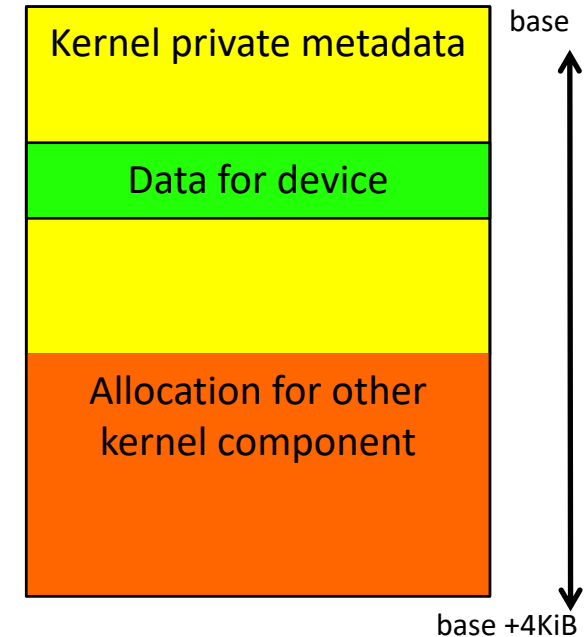 Kernel private metadata
base
Data for device
Allocation for other
kernel component
base +4KiB